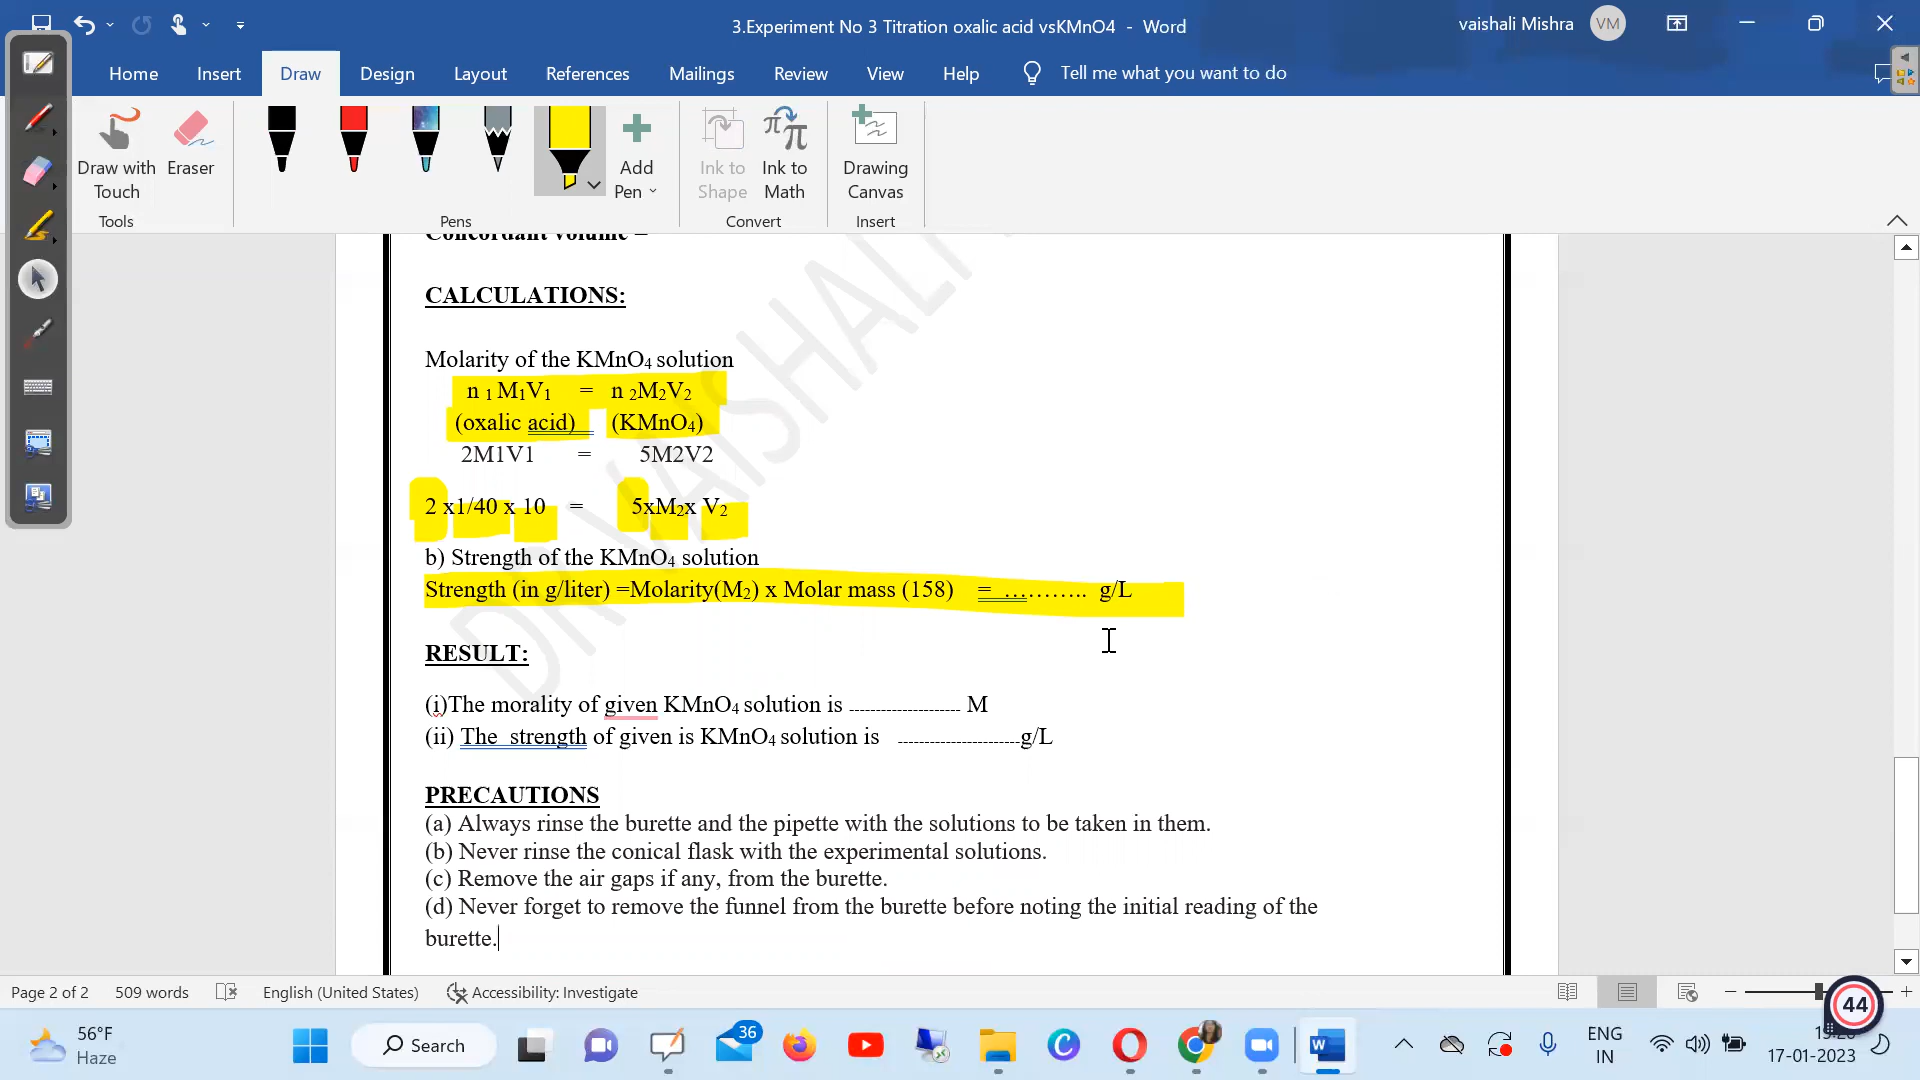 3.Experiment No 3 Titration oxalic acid vsKMnO4 - Word
vaishali Mishra VM
Home Insert Draw Design Layout References Mailings Review View Help Tell me what you want to do
Draw with Touch
Eraser
Add Pen
Ink to Shape
Ink to Math
Drawing Canvas
Tools Pens Convert Insert
Concordant volume =
CALCULATIONS:
Molarity of the KMnO4 solution
n 1 M1V1 = n 2M2V2
(oxalic acid) (KMnO4)
2M1V1 = 5M2V2
2 x1/40 x 10 = 5xM2x V2
b) Strength of the KMnO4 solution
Strength (in g/liter) =Molarity(M2) x Molar mass (158) = ……….. g/L
RESULT:
(i)The morality of given KMnO4 solution is --------------------- M
(ii) The strength of given is KMnO4 solution is -----------------------g/L
PRECAUTIONS
(a) Always rinse the burette and the pipette with the solutions to be taken in them.
(b) Never rinse the conical flask with the experimental solutions.
(c) Remove the air gaps if any, from the burette.
(d) Never forget to remove the funnel from the burette before noting the initial reading of the
burette.
DR VAISHALI
Page 2 of 2 509 words English (United States) Accessibility: Investigate
44
56°F
Haze
Search
36
ENG
IN
17-01-2023